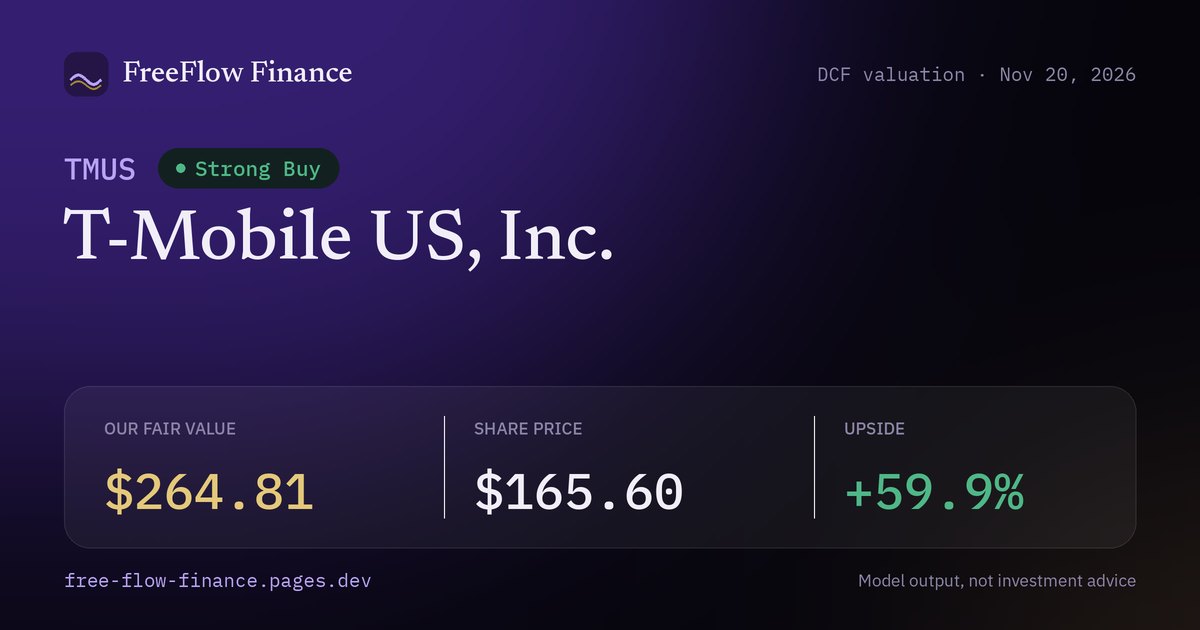 FreeFlow Finance
DCF valuation · Nov 20, 2026
TMUS
Strong Buy
T-Mobile US, Inc.
OUR FAIR VALUE
$264.81
SHARE PRICE
$165.60
UPSIDE
+59.9%
free-flow-finance.pages.dev
Model output, not investment advice